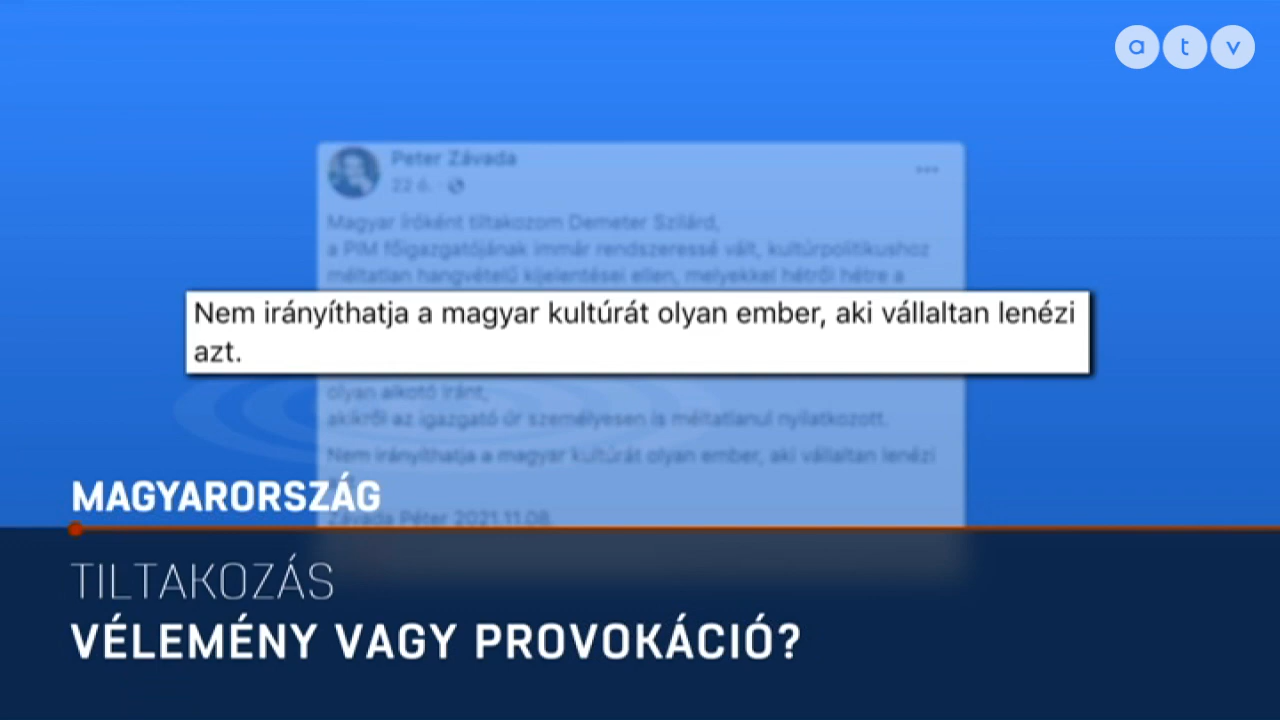 atv
Peter Závada
22 ó.
Magyar íróként tiltakozom Demeter Szilárd,
a PIM főigazgatójának immár rendszeressé vált, kultúrpolitikushoz
méltatlan hangvételű kijelentései ellen, melyekkel hétről hétre a
Nem irányíthatja a magyar kultúrát olyan ember, aki vállaltan lenézi
azt.
olyan alkotó iránt,
akikről az igazgató úr személyesen is méltatlanul nyilatkozott.
Nem irányíthatja a magyar kultúrát olyan ember, aki vállaltan lenézi
MAGYARORSZÁG
Závada Péter 2021.11.08.
TILTAKOZÁS
VÉLEMÉNY VAGY PROVOKÁCIÓ?